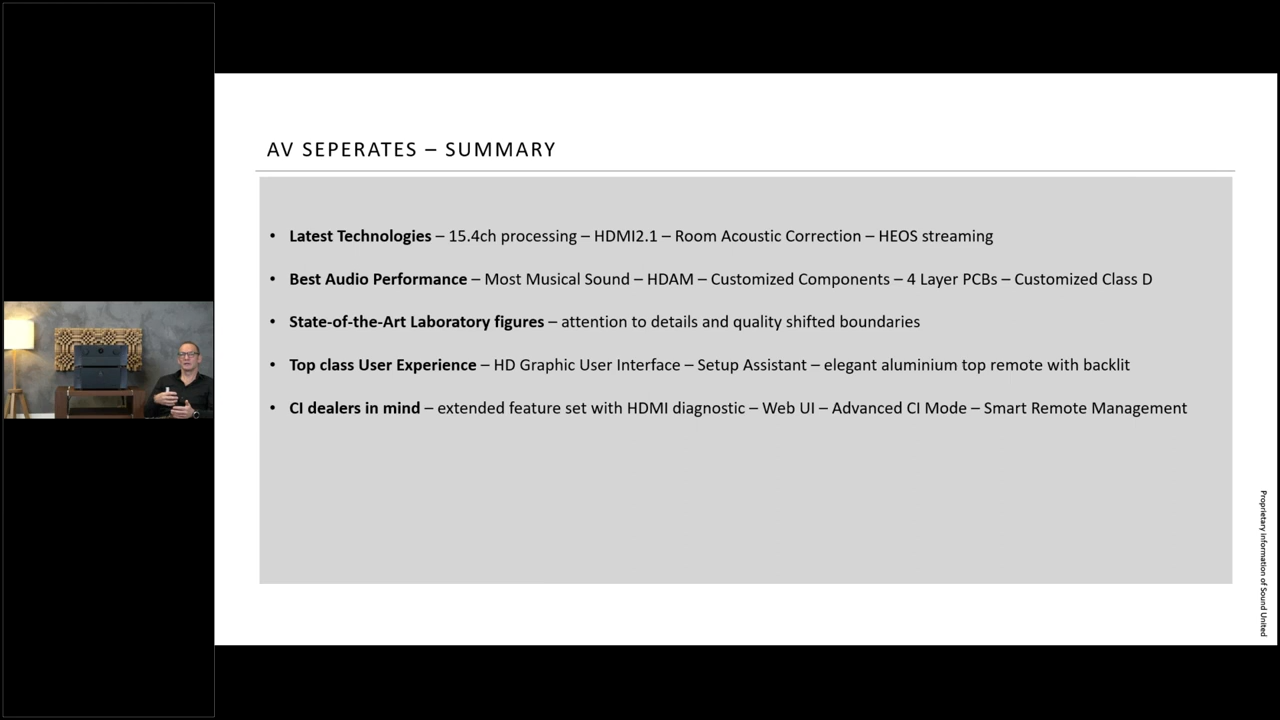 AV SEPERATES – SUMMARY
• Latest Technologies – 15.4ch processing – HDMI2.1 – Room Acoustic Correction – HEOS streaming
• Best Audio Performance – Most Musical Sound – HDAM – Customized Components – 4 Layer PCBs – Customized Class D
• State-of-the-Art Laboratory figures – attention to details and quality shifted boundaries
• Top class User Experience – HD Graphic User Interface – Setup Assistant – elegant aluminium top remote with backlit
• CI dealers in mind – extended feature set with HDMI diagnostic – Web UI – Advanced CI Mode – Smart Remote Management
Proprietary information of Sound United